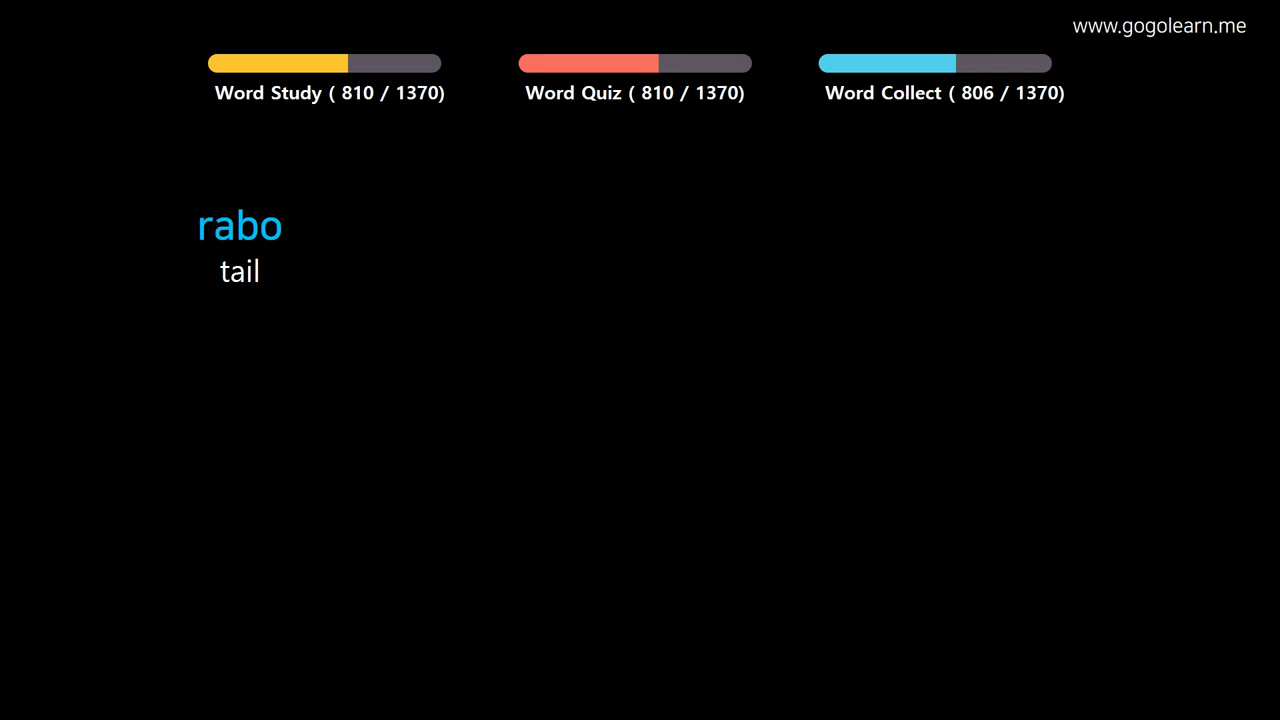 www.gogolearn.me
Word Study ( 810 / 1370)
Word Quiz ( 810 / 1370)
Word Collect ( 806 / 1370)
rabo
tail